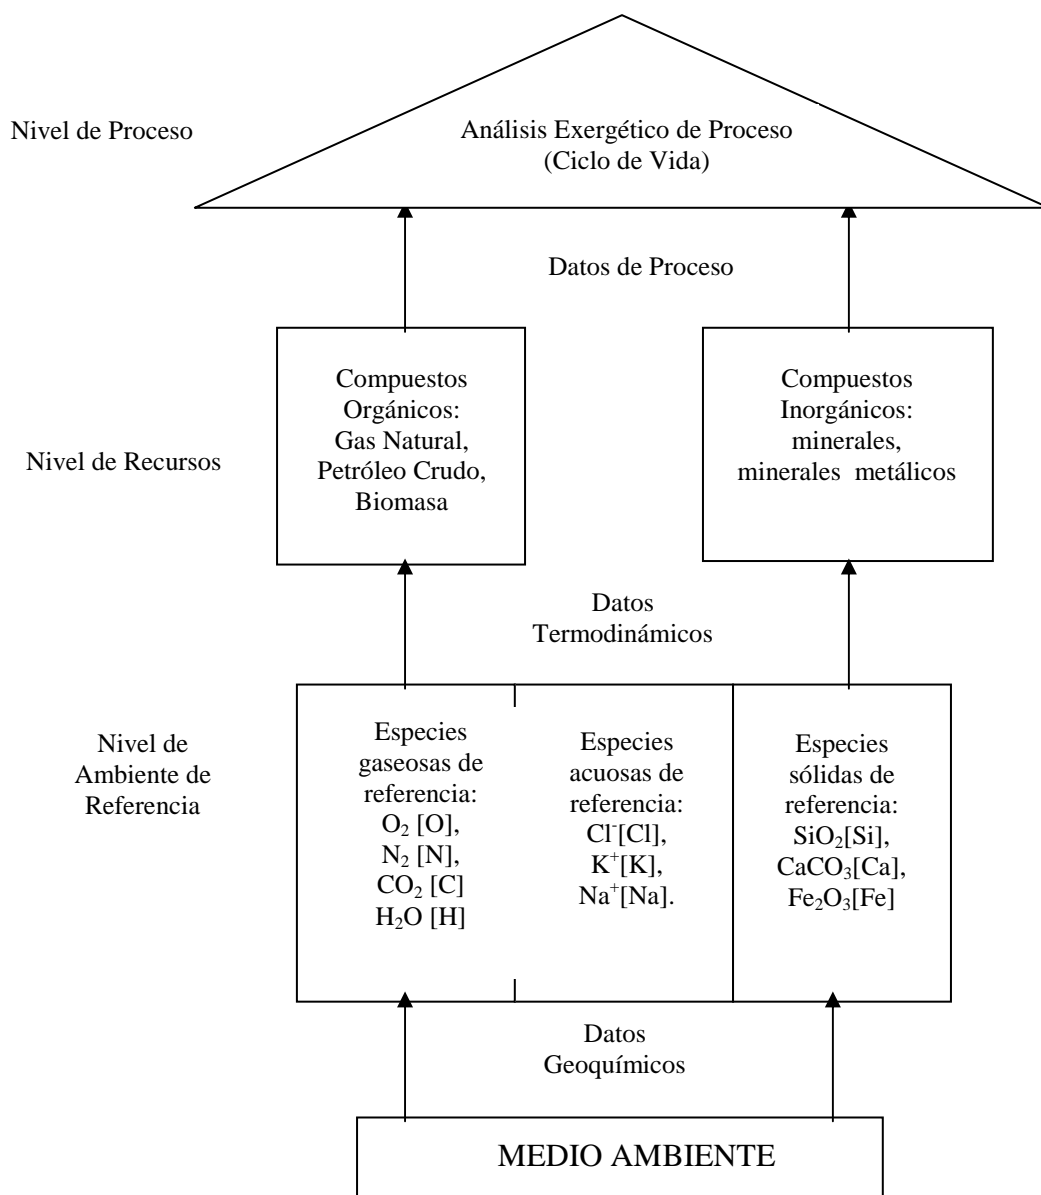 Nivel de Proceso
Análisis Exergético de Proceso
(Ciclo de Vida)
Datos de Proceso
Nivel de Recursos
Compuestos
Orgánicos:
Gas Natural,
Petróleo Crudo,
Biomasa
Compuestos
Inorgánicos:
minerales,
minerales metálicos
Datos
Termodinámicos
Nivel de
Ambiente de
Referencia
Especies
gaseosas de
referencia:
O₂ [O],
N₂ [N],
CO₂ [C]
H₂O [H]
Especies
acuosas de
referencia:
Cl⁻[Cl],
K⁺[K],
Na⁺[Na].
Especies
sólidas de
referencia:
SiO₂[Si],
CaCO₃[Ca],
Fe₂O₃[Fe]
Datos
Geoquímicos
MEDIO AMBIENTE